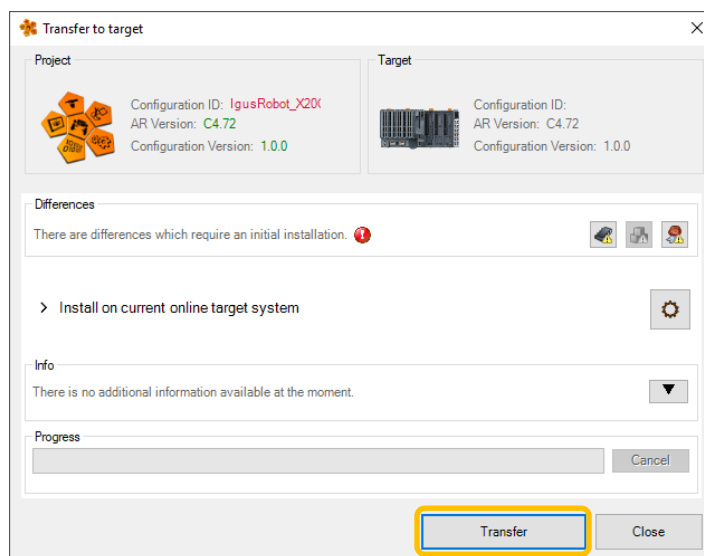 Transfer to target
Project
Configuration ID: IgusRobot_X20
AR Version: C4.72
Configuration Version: 1.0.0
Target
Configuration ID:
AR Version: C4.72
Configuration Version: 1.0.0
Differences
There are differences which require an initial installation.
Install on current online target system
Info
There is no additional information available at the moment.
Progress
Cancel
Transfer
Close